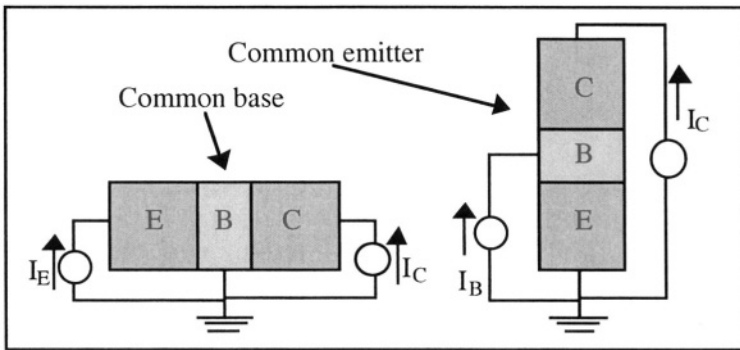 Common emitter
Common base
E B C
I_E
I_C
C
B
E
I_B
I_C